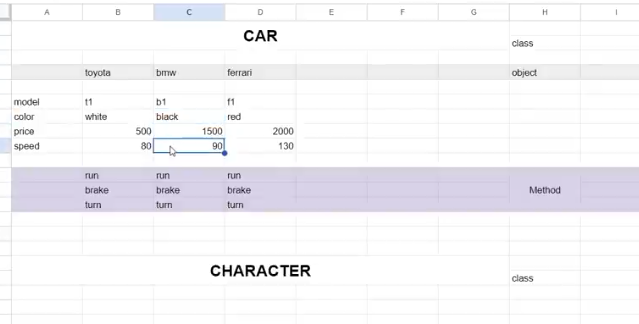 A B C D E F G H I
CAR
class
toyota bmw ferrari object
model t1 b1 f1
color white black red
price 500 1500 2000
speed 80 90 130
run run run
brake brake brake Method
turn turn turn
CHARACTER
class